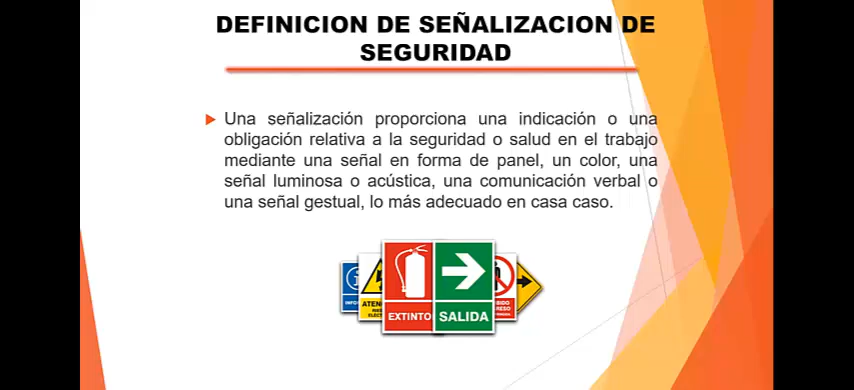 DEFINICION DE SEÑALIZACION DE
SEGURIDAD
Una señalización proporciona una indicación o una
obligación relativa a la seguridad o salud en el trabajo
mediante una señal en forma de panel, un color, una
señal luminosa o acústica, una comunicación verbal o
una señal gestual, lo más adecuado en casa caso.
EXTINTO SALIDA